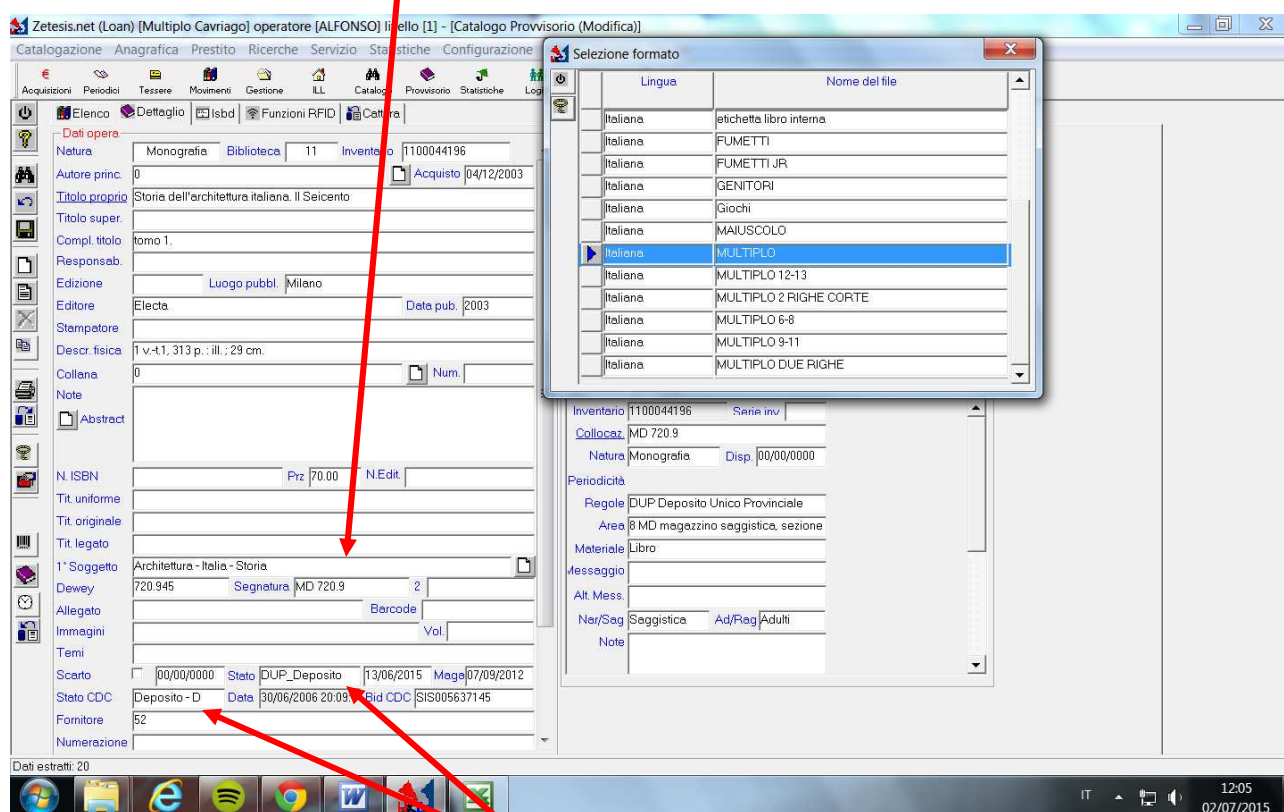 Zetesis.net (Loan) [Multiplo Cavriago] operatore [ALFONSO] livello [1] - [Catalogo Provvisorio (Modifica)]
Catalogazione Anagrafica Prestito Ricerche Servizio Statistiche Configurazione
Acquisizioni Periodici Tessere Movimenti Gestione ILL Catalogo Provvisorio Statistiche
Elenco Dettaglio Isbd Funzioni RFID Cattura
Dati opera
Natura Monografia Biblioteca 11 Inventario 1100044196
Autore princ. 0 Acquisto 04/12/2003
Titolo proprio Storia dell'architettura italiana. Il Seicento
Titolo super.
Compl. titolo tomo 1.
Responsab.
Edizione Luogo pubbl. Milano
Editore Electa Data pub. 2003
Stampatore
Descr. fisica 1 v.-t.1, 313 p. : ill. ; 29 cm.
Collana 0 Num.
Note
Abstract
N. ISBN Prz 70.00 N.Edit.
Tit. uniforme
Tit. originale
Tit. legato
1° Soggetto Architettura - Italia - Storia
Dewey 720.945 Segnatura MD 720.9 2
Allegato Barcode
Immagini Vol.
Temi
Scarto 00/00/0000 Stato DUP_Deposito 13/06/2015 Maga 07/09/2012
Stato CDC Deposito - D Data 30/06/2006 20:09: Bid CDC SIS005637145
Fornitore 52
Numerazione
Dati estratti: 20
Selezione formato
Lingua Nome del file
Italiana etichetta libro interna
Italiana FUMETTI
Italiana FUMETTI JR
Italiana GENITORI
Italiana Giochi
Italiana MAIUSCOLO
Italiana MULTIPLO
Italiana MULTIPLO 12-13
Italiana MULTIPLO 2 RIGHE CORTE
Italiana MULTIPLO 6-8
Italiana MULTIPLO 9-11
Italiana MULTIPLO DUE RIGHE
Inventario 1100044196 Serie inv
Collocaz. MD 720.9
Natura Monografia Disp. 00/00/0000
Periodicità
Regole DUP Deposito Unico Provinciale
Area 8 MD magazzino saggistica, sezione
Materiale Libro
Messaggio
Alt. Mess.
Nar/Sag Saggistica Ad/Rag Adulti
Note
IT 12:05
02/07/2015